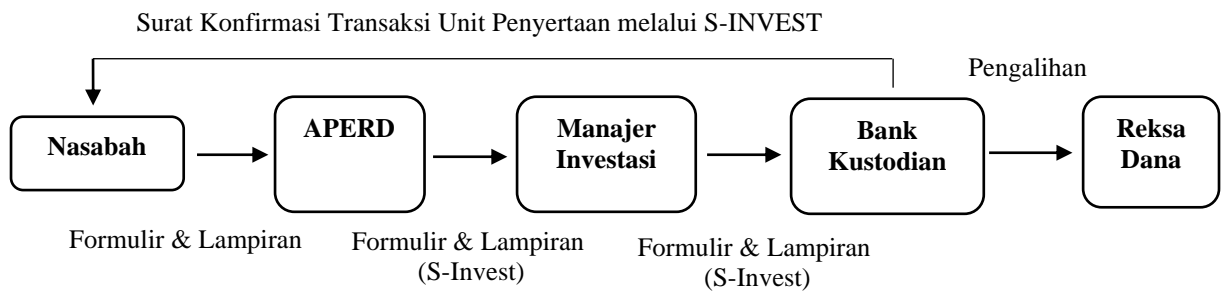 Surat Konfirmasi Transaksi Unit Penyertaan melalui S-INVEST
Pengalihan
Nasabah
APERD
Manajer
Investasi
Bank
Kustodian
Reksa
Dana
Formulir & Lampiran
Formulir & Lampiran
(S-Invest)
Formulir & Lampiran
(S-Invest)